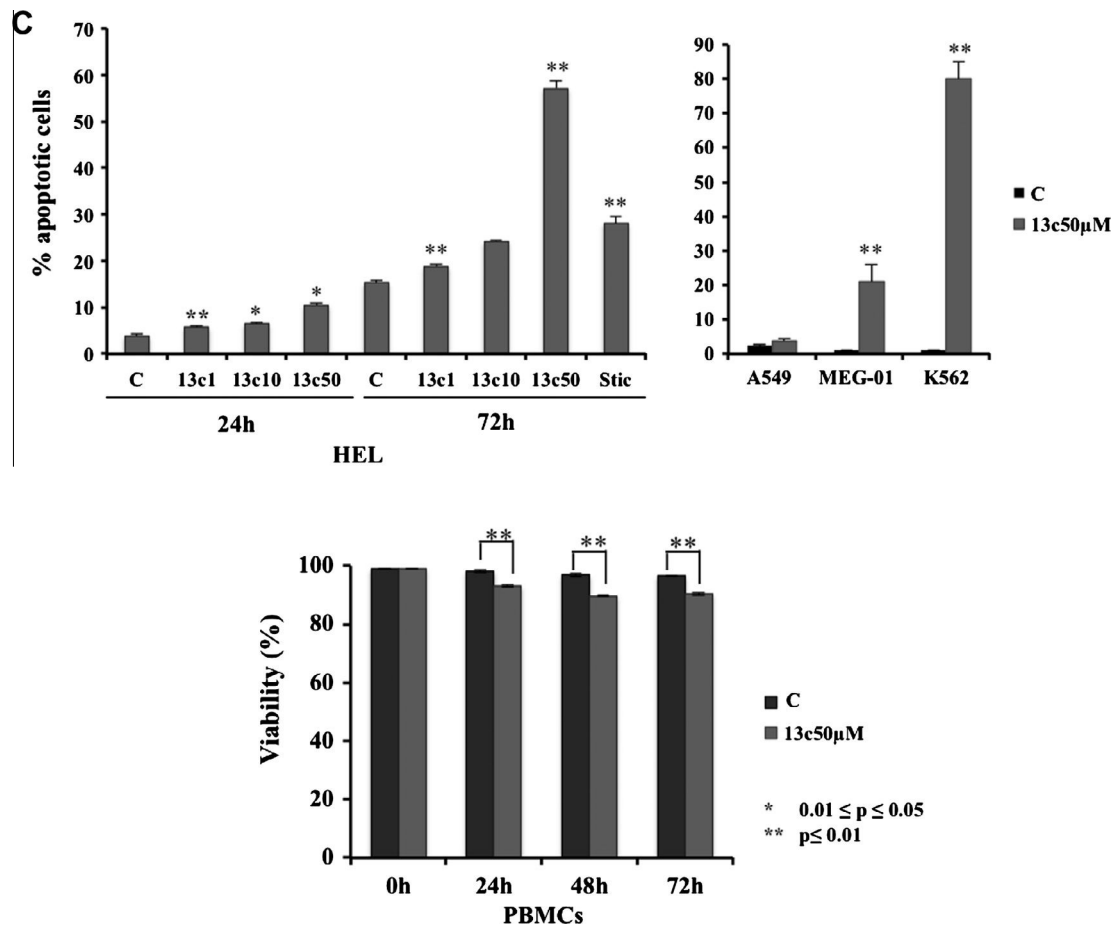 C
% apoptotic cells
70
60
50
40
30
20
10
0
** * * ** ** **
C 13c1 13c10 13c50 C 13c1 13c10 13c50 Stic
24h 72h
HEL
90
80
70
60
50
40
30
20
10
0
** **
A549 MEG-01 K562
C
13c50µM
Viability (%)
100
80
60
40
20
0
** ** **
0h 24h 48h 72h
PBMCs
C
13c50µM
* 0.01 ≤ p ≤ 0.05
** p≤ 0.01